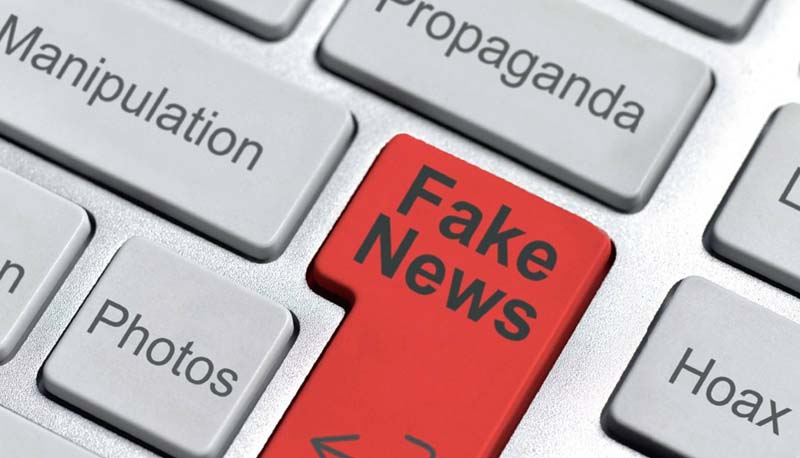 Propaganda
Manipulation
Fake
News
n
Photos
Hoax